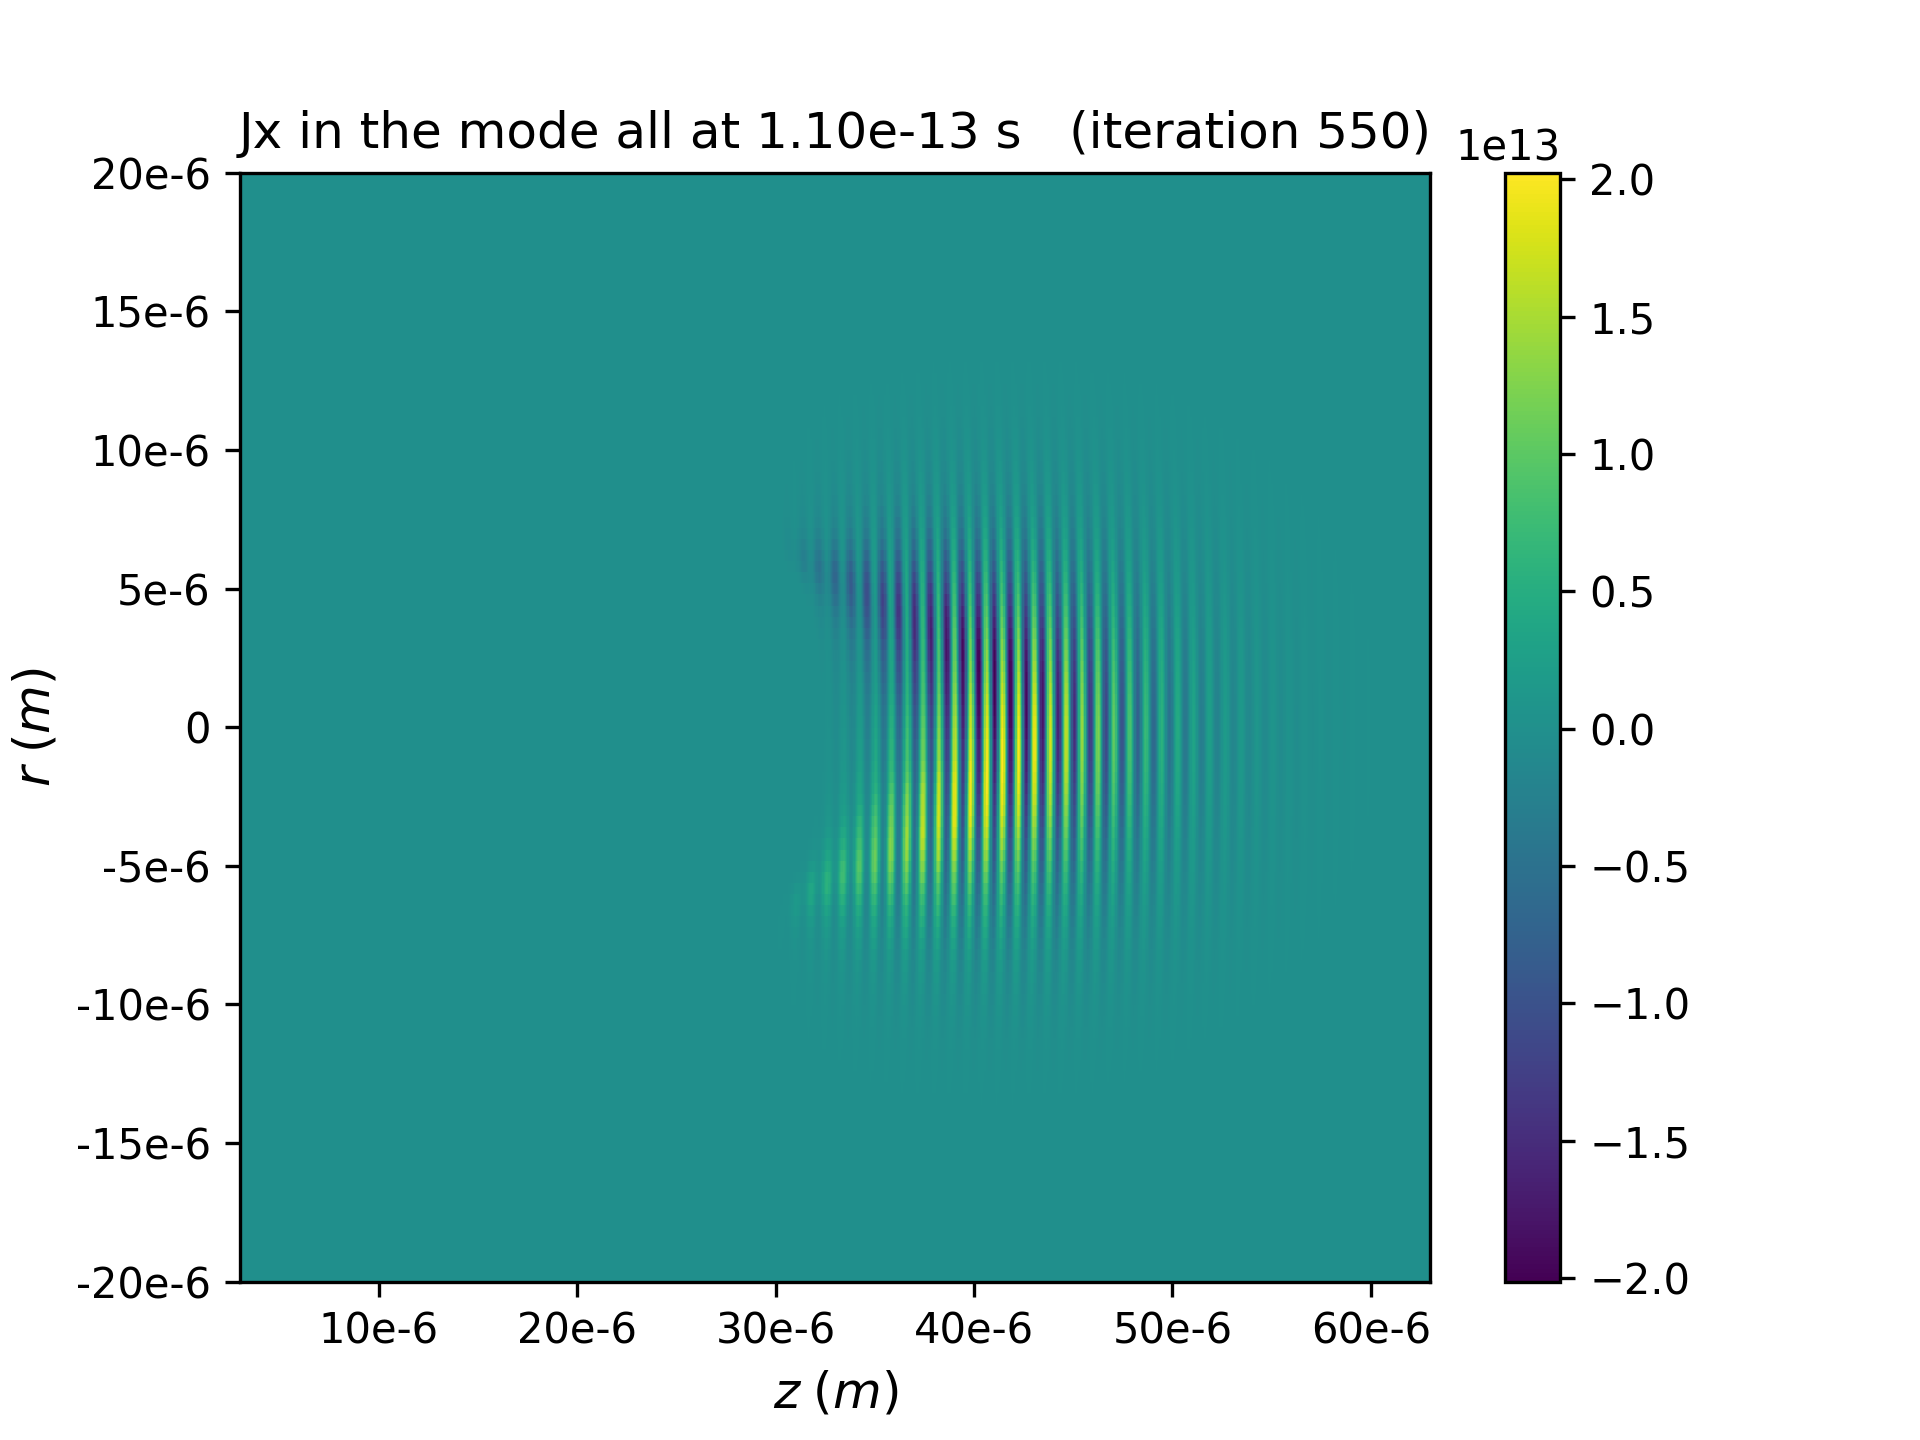 Jx in the mode all at 1.10e-13 s (iteration 550)
1e13
20e-6
15e-6
10e-6
5e-6
0
-5e-6
-10e-6
-15e-6
-20e-6
r (m)
10e-6 20e-6 30e-6 40e-6 50e-6 60e-6
z (m)
2.0
1.5
1.0
0.5
0.0
−0.5
−1.0
−1.5
−2.0